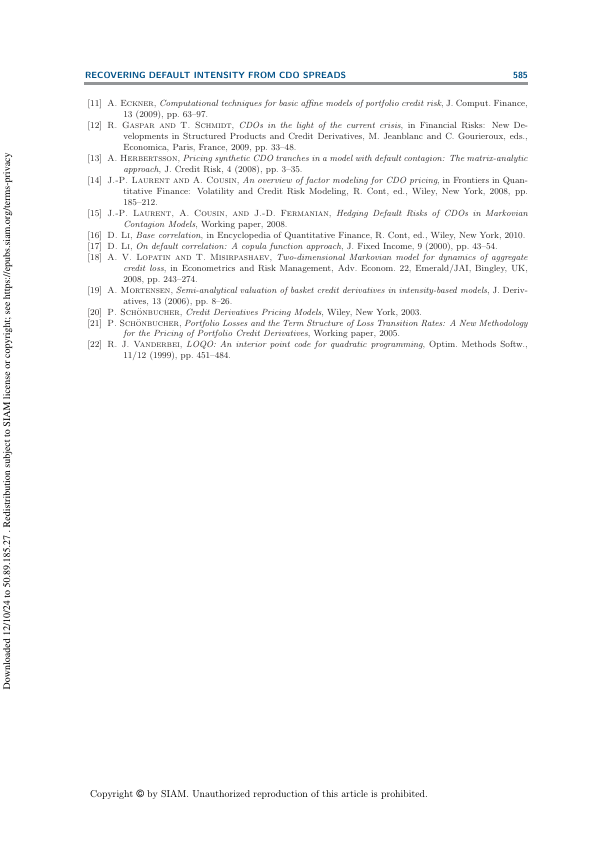 RECOVERING DEFAULT INTENSITY FROM CDO SPREADS 585
[11] A. Eckner, Computational techniques for basic affine models of portfolio credit risk, J. Comput. Finance,
13 (2009), pp. 63–97.
[12] R. Gaspar and T. Schmidt, CDOs in the light of the current crisis, in Financial Risks: New De-
velopments in Structured Products and Credit Derivatives, M. Jeanblanc and C. Gourieroux, eds.,
Economica, Paris, France, 2009, pp. 33–48.
[13] A. Herbertsson, Pricing synthetic CDO tranches in a model with default contagion: The matrix-analytic
approach, J. Credit Risk, 4 (2008), pp. 3–35.
[14] J.-P. Laurent and A. Cousin, An overview of factor modeling for CDO pricing, in Frontiers in Quan-
titative Finance: Volatility and Credit Risk Modeling, R. Cont, ed., Wiley, New York, 2008, pp.
185–212.
[15] J.-P. Laurent, A. Cousin, and J.-D. Fermanian, Hedging Default Risks of CDOs in Markovian
Contagion Models, Working paper, 2008.
[16] D. Li, Base correlation, in Encyclopedia of Quantitative Finance, R. Cont, ed., Wiley, New York, 2010.
[17] D. Li, On default correlation: A copula function approach, J. Fixed Income, 9 (2000), pp. 43–54.
[18] A. V. Lopatin and T. Misirpashaev, Two-dimensional Markovian model for dynamics of aggregate
credit loss, in Econometrics and Risk Management, Adv. Econom. 22, Emerald/JAI, Bingley, UK,
2008, pp. 243–274.
[19] A. Mortensen, Semi-analytical valuation of basket credit derivatives in intensity-based models, J. Deriv-
atives, 13 (2006), pp. 8–26.
[20] P. Schönbucher, Credit Derivatives Pricing Models, Wiley, New York, 2003.
[21] P. Schönbucher, Portfolio Losses and the Term Structure of Loss Transition Rates: A New Methodology
for the Pricing of Portfolio Credit Derivatives, Working paper, 2005.
[22] R. J. Vanderbei, LOQO: An interior point code for quadratic programming, Optim. Methods Softw.,
11/12 (1999), pp. 451–484.
Downloaded 12/10/24 to 50.89.185.27 . Redistribution subject to SIAM license or copyright; see https://epubs.siam.org/terms-privacy
Copyright © by SIAM. Unauthorized reproduction of this article is prohibited.